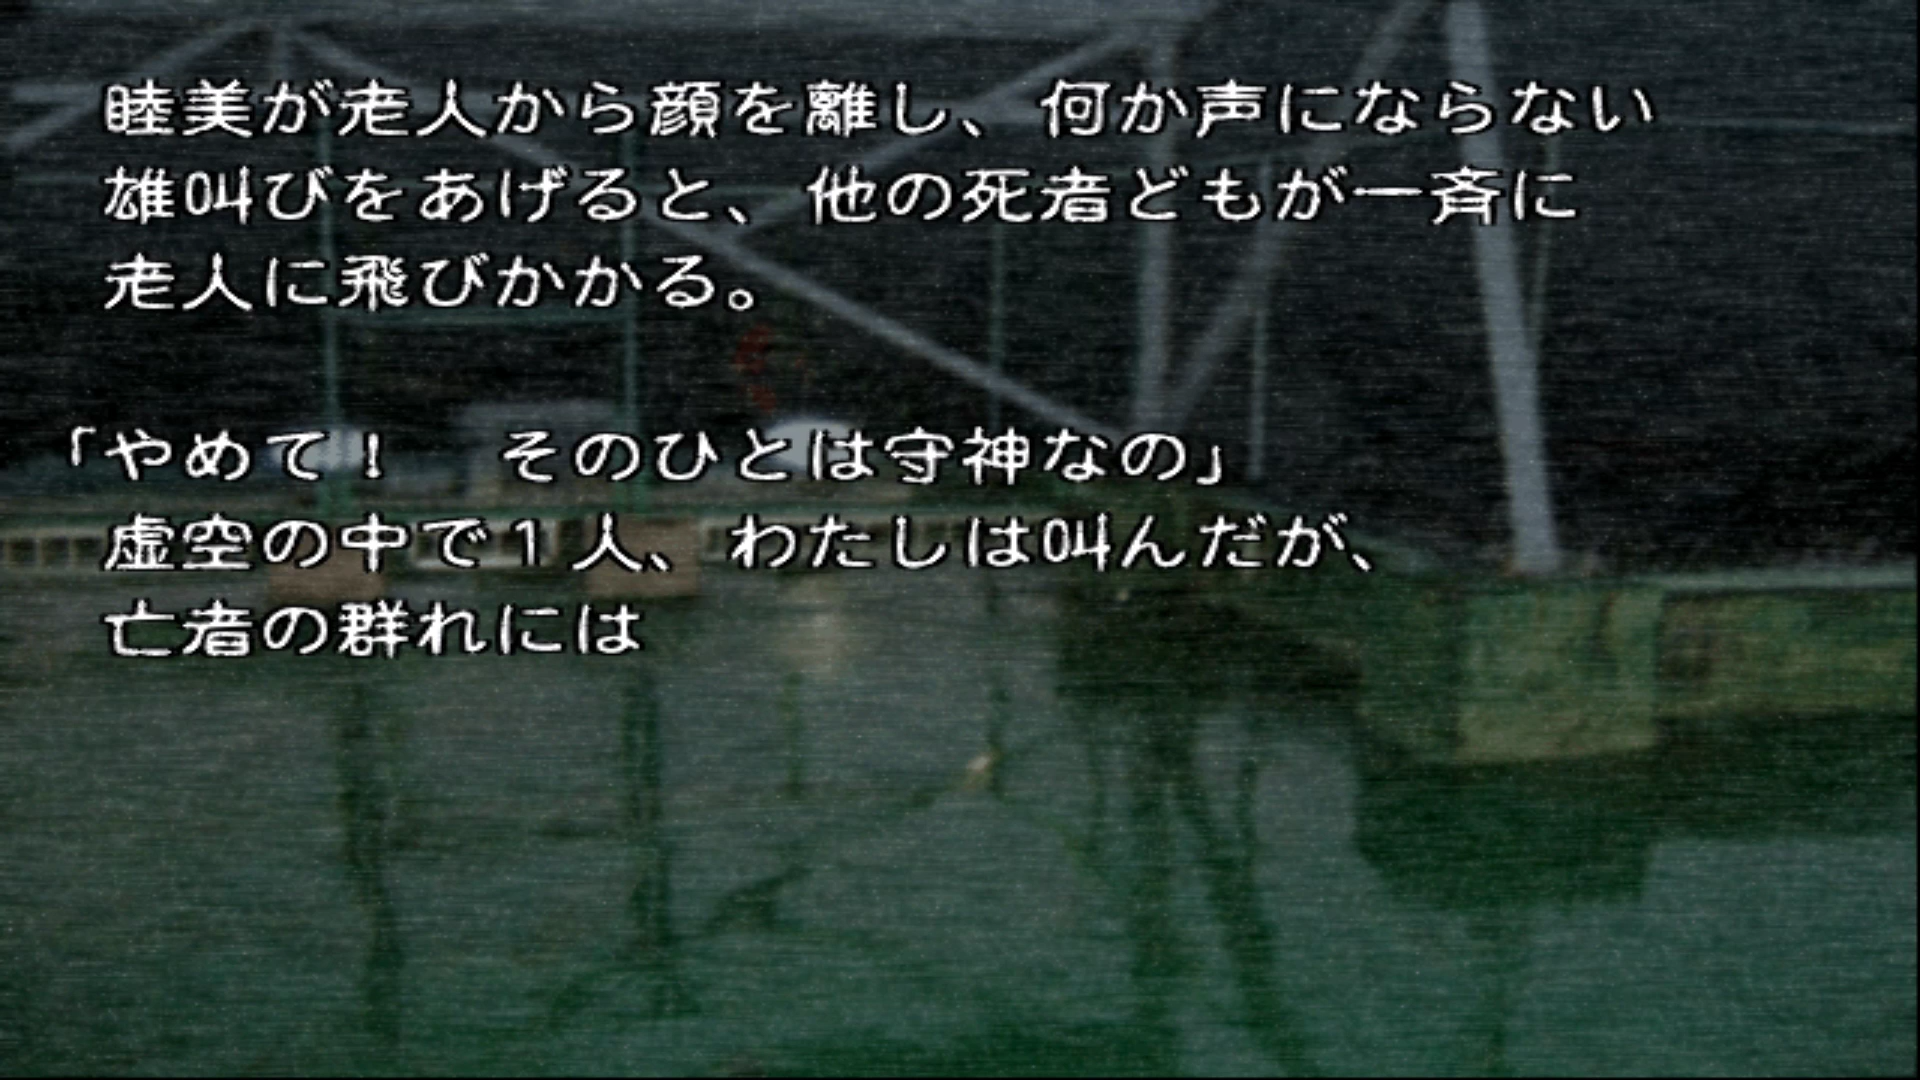 睦美が老人から顔を離し、何か声にならない
雄叫びをあげると、他の死者どもが一斉に
老人に飛びかかる。
「やめて！　そのひとは守神なの」
虚空の中で１人、わたしは叫んだが、
亡者の群れには